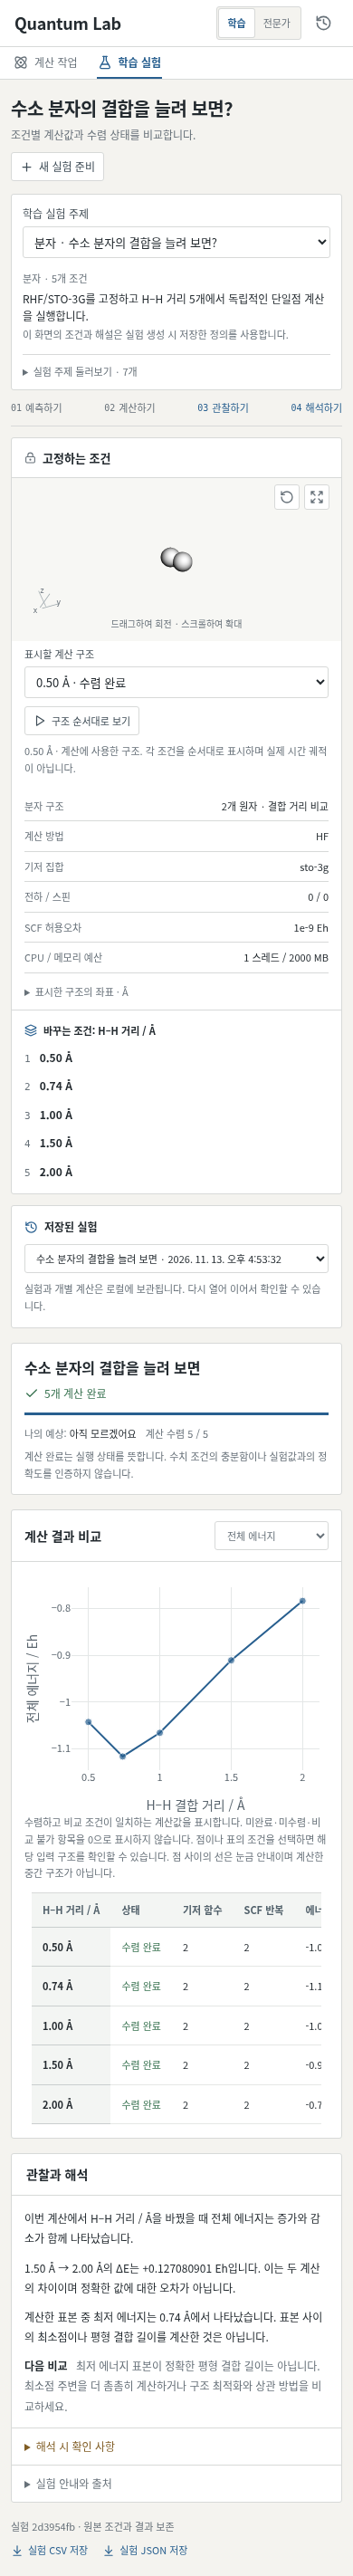 Quantum Lab
학습
전문가
계산 작업
학습 실험
수소 분자의 결합을 늘려 보면?
조건별 계산값과 수렴 상태를 비교합니다.
새 실험 준비
학습 실험 주제
분자 · 수소 분자의 결합을 늘려 보면?
분자 · 5개 조건
RHF/STO-3G를 고정하고 H–H 거리 5개에서 독립적인 단일점 계산
을 실행합니다.
이 화면의 조건과 해설은 실험 생성 시 저장한 정의를 사용합니다.
▶ 실험 주제 둘러보기 · 7개
01 예측하기
02 계산하기
03 관찰하기
04 해석하기
고정하는 조건
z
y
x
드래그하여 회전 · 스크롤하여 확대
표시할 계산 구조
0.50 Å · 수렴 완료
구조 순서대로 보기
0.50 Å · 계산에 사용한 구조. 각 조건을 순서대로 표시하며 실제 시간 궤적
이 아닙니다.
분자 구조 2개 원자 · 결합 거리 비교
계산 방법 HF
기저 집합 sto-3g
전하 / 스핀 0 / 0
SCF 허용오차 1e-9 Eh
CPU / 메모리 예산 1 스레드 / 2000 MB
▶ 표시한 구조의 좌표 · Å
바꾸는 조건: H–H 거리 / Å
1 0.50 Å
2 0.74 Å
3 1.00 Å
4 1.50 Å
5 2.00 Å
저장된 실험
수소 분자의 결합을 늘려 보면 · 2026. 11. 13. 오후 4:53:32
실험과 개별 계산은 로컬에 보관됩니다. 다시 열어 이어서 확인할 수 있습
니다.
수소 분자의 결합을 늘려 보면
5개 계산 완료
나의 예상: 아직 모르겠어요 계산 수렴 5 / 5
계산 완료는 실행 상태를 뜻합니다. 수치 조건의 충분함이나 실험값과의 정
확도를 인증하지 않습니다.
계산 결과 비교
전체 에너지
−0.8
−0.9
−1
−1.1
전체 에너지 / Eh
0.5
1
1.5
2
H–H 결합 거리 / Å
수렴하고 비교 조건이 일치하는 계산값을 표시합니다. 미완료·미수렴·비
교 불가 항목을 0으로 표시하지 않습니다. 점이나 표의 조건을 선택하면 해
당 입력 구조를 확인할 수 있습니다. 점 사이의 선은 눈금 안내이며 계산한
중간 구조가 아닙니다.
H–H 거리 / Å 상태 기저 함수 SCF 반복 에너
0.50 Å 수렴 완료 2 2 -1.0
0.74 Å 수렴 완료 2 2 -1.1
1.00 Å 수렴 완료 2 2 -1.0
1.50 Å 수렴 완료 2 2 -0.9
2.00 Å 수렴 완료 2 2 -0.7
관찰과 해석
이번 계산에서 H–H 거리 / Å을 바꿨을 때 전체 에너지는 증가와 감
소가 함께 나타났습니다.
1.50 Å → 2.00 Å의 ΔE는 +0.127080901 Eh입니다. 이는 두 계산
의 차이이며 정확한 값에 대한 오차가 아닙니다.
계산한 표본 중 최저 에너지는 0.74 Å에서 나타났습니다. 표본 사이
의 최소점이나 평형 결합 길이를 계산한 것은 아닙니다.
다음 비교 최저 에너지 표본이 정확한 평형 결합 길이는 아닙니다.
최소점 주변을 더 촘촘히 계산하거나 구조 최적화와 상관 방법을 비
교하세요.
▶ 해석 시 확인 사항
▶ 실험 안내와 출처
실험 2d3954fb · 원본 조건과 결과 보존
실험 CSV 저장
실험 JSON 저장